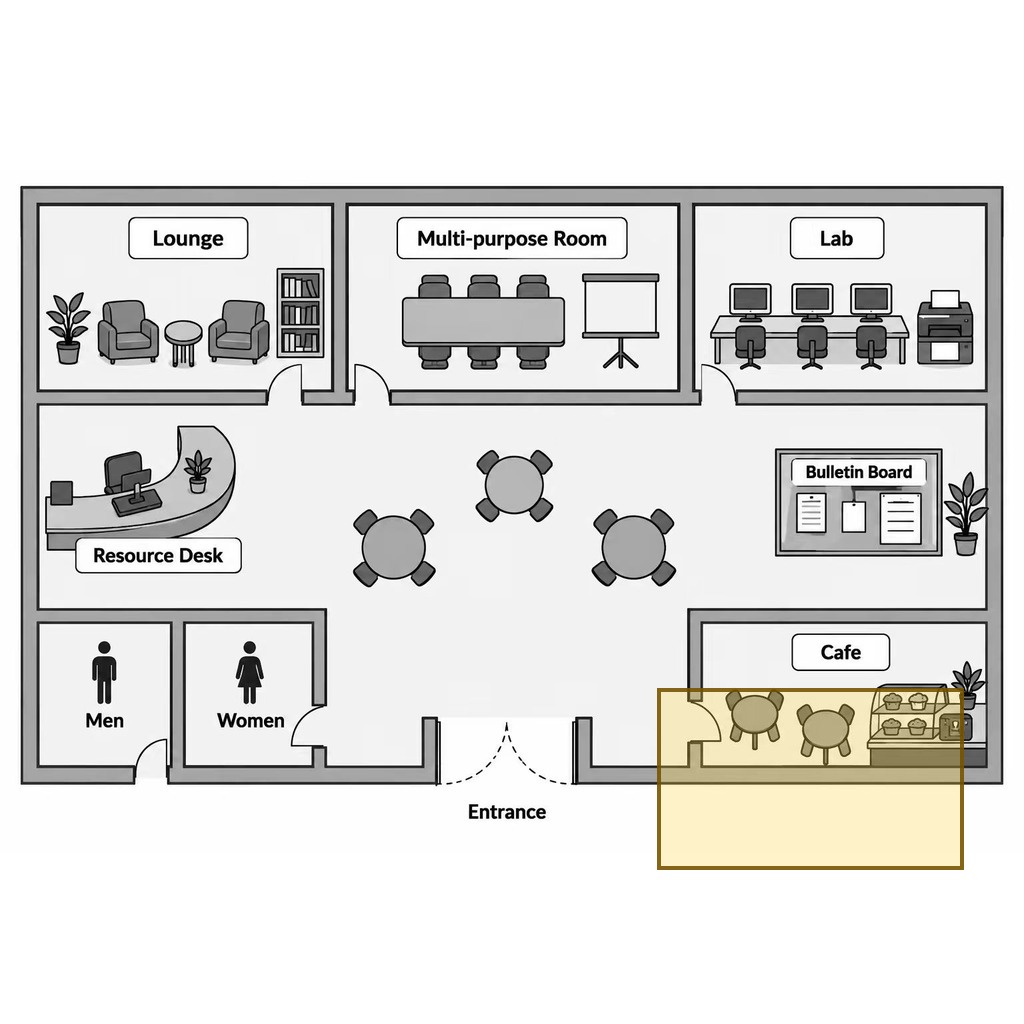 Lounge
Multi-purpose Room
Lab
Bulletin Board
Resource Desk
Cafe
Men
Women
Entrance